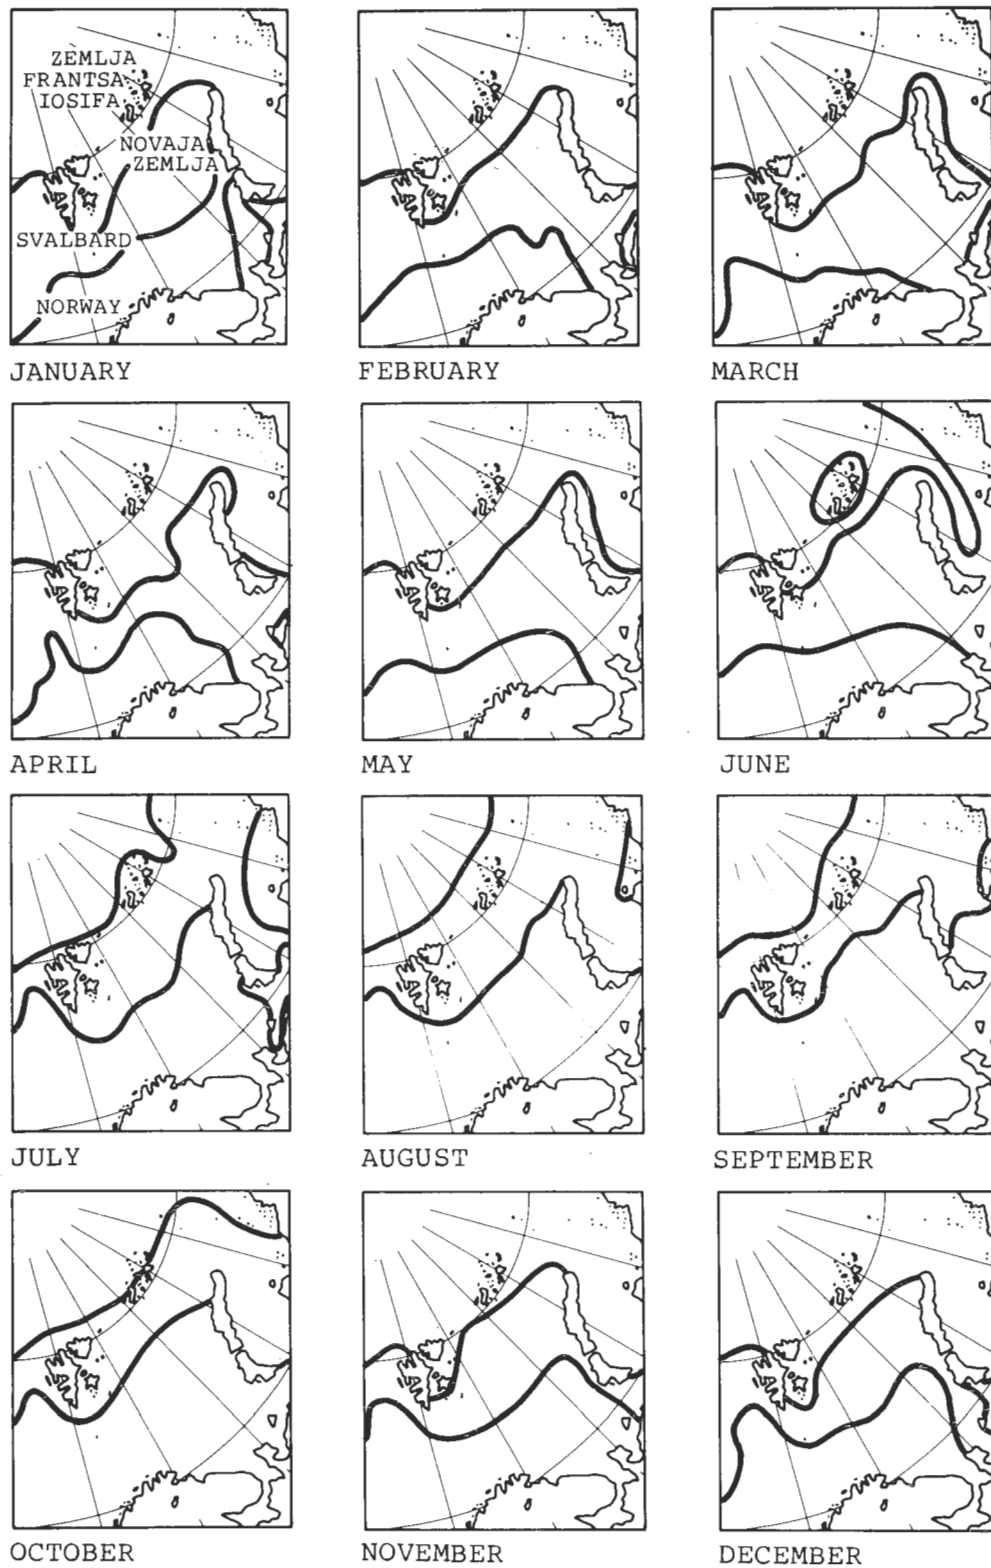 ZEMLJA
FRANTSA
IOSIFA
NOVAJA
ZEMLJA
SVALBARD
NORWAY
JANUARY
FEBRUARY
MARCH
APRIL
MAY
JUNE
JULY
AUGUST
SEPTEMBER
OCTOBER
NOVEMBER
DECEMBER